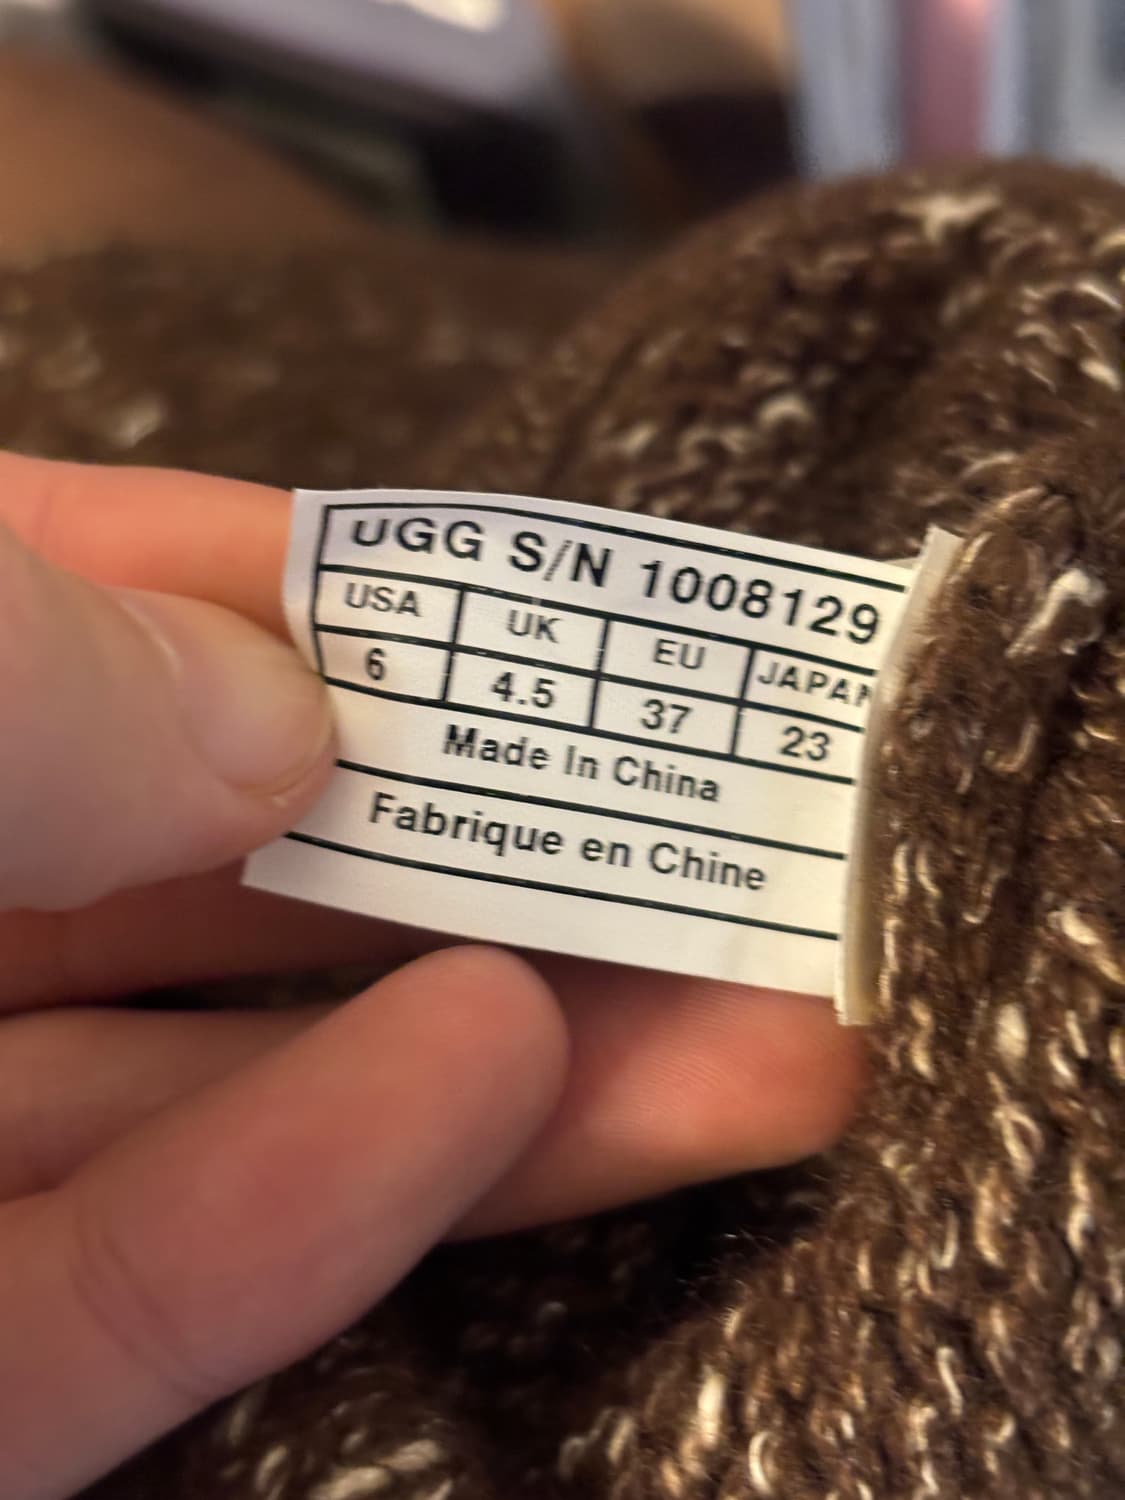 UGG S/N 1008129
USA UK EU JAPAN
6 4.5 37 23
Made In China
Fabrique en Chine